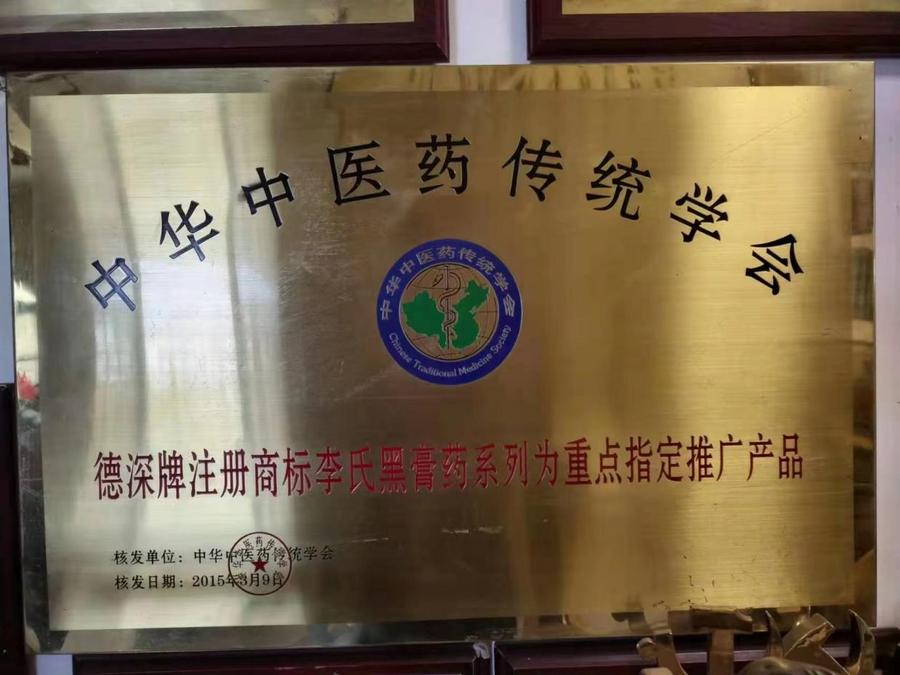 中华中医药传统学会
中华中医药传统学会
Chinese Traditional Medicine Society
德深牌注册商标李氏黑膏药系列为重点指定推广产品
核发单位：中华中医药传统学会
核发日期：2015年3月9日